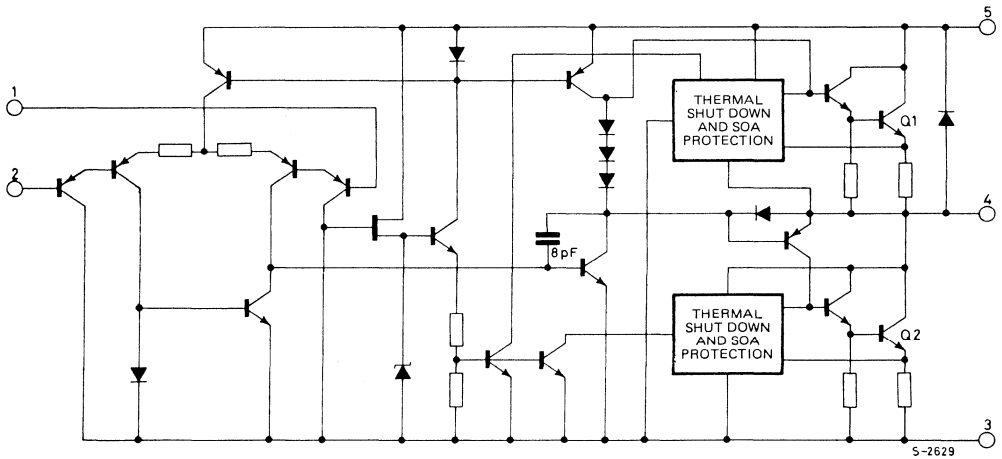 5
1
THERMAL
SHUT DOWN
AND SOA
PROTECTION
Q1
2
4
8pF
THERMAL
SHUT DOWN
AND SOA
PROTECTION
Q2
3
S-2629